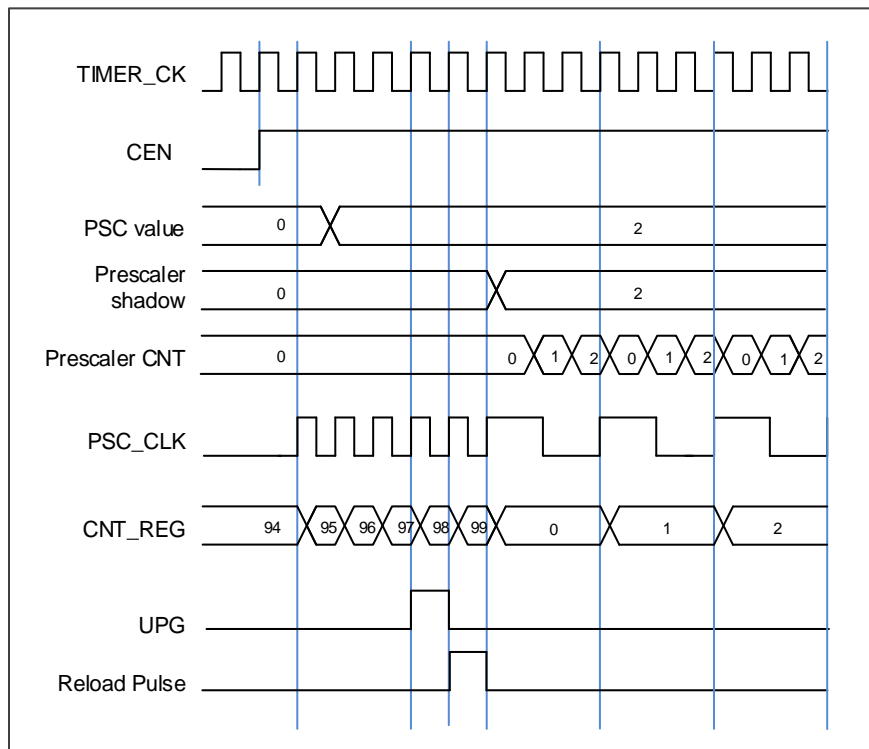 TIMER_CK
CEN
PSC value 0 2
Prescaler
shadow 0 2
Prescaler CNT 0 0 1 2 0 1 2 0 1 2
PSC_CLK
CNT_REG 94 95 96 97 98 99 0 1 2
UPG
Reload Pulse